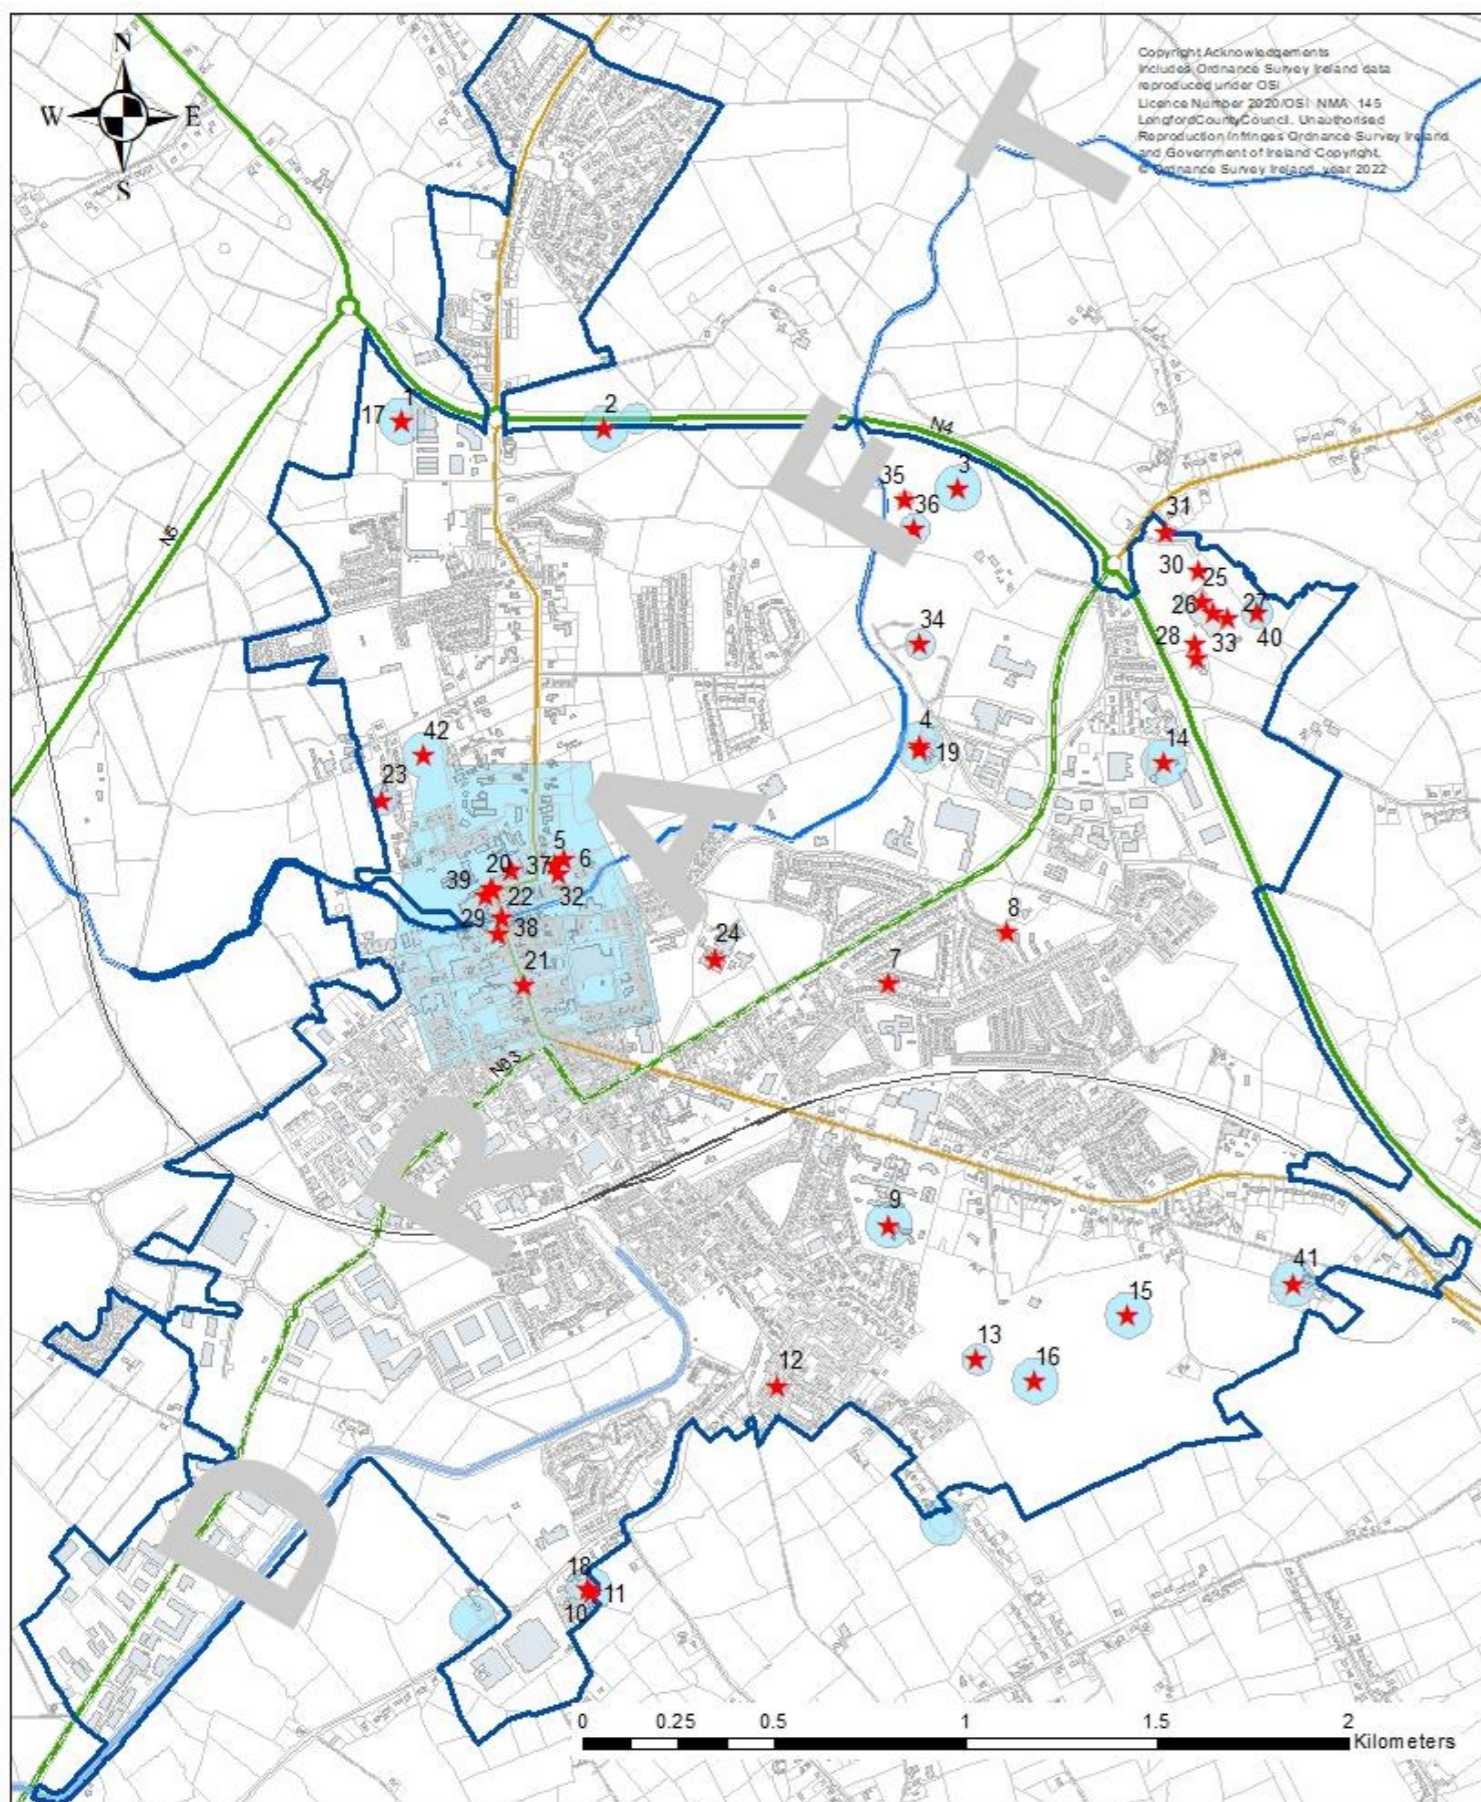 Copyright Acknowledgements
Includes Ordnance Survey Ireland data
reproduced under OSi
Licence Number 2020/OSi_NMA_145
LongfordCountyCouncil. Unauthorised
Reproduction Infringes Ordnance Survey Ireland
and Government of Ireland Copyright.
© Ordnance Survey Ireland, year 2022
N
W E
S
T
1
17
2
N4
E
35
3
36
31
N5
30
25
26
27
28
33
40
34
4
19
14
42
23
A
5
20
37
6
39
22
32
29
38
21
24
8
7
N63
R
9
41
15
13
16
12
D
18
11
10
0 0.25 0.5 1 1.5 2
Kilometers